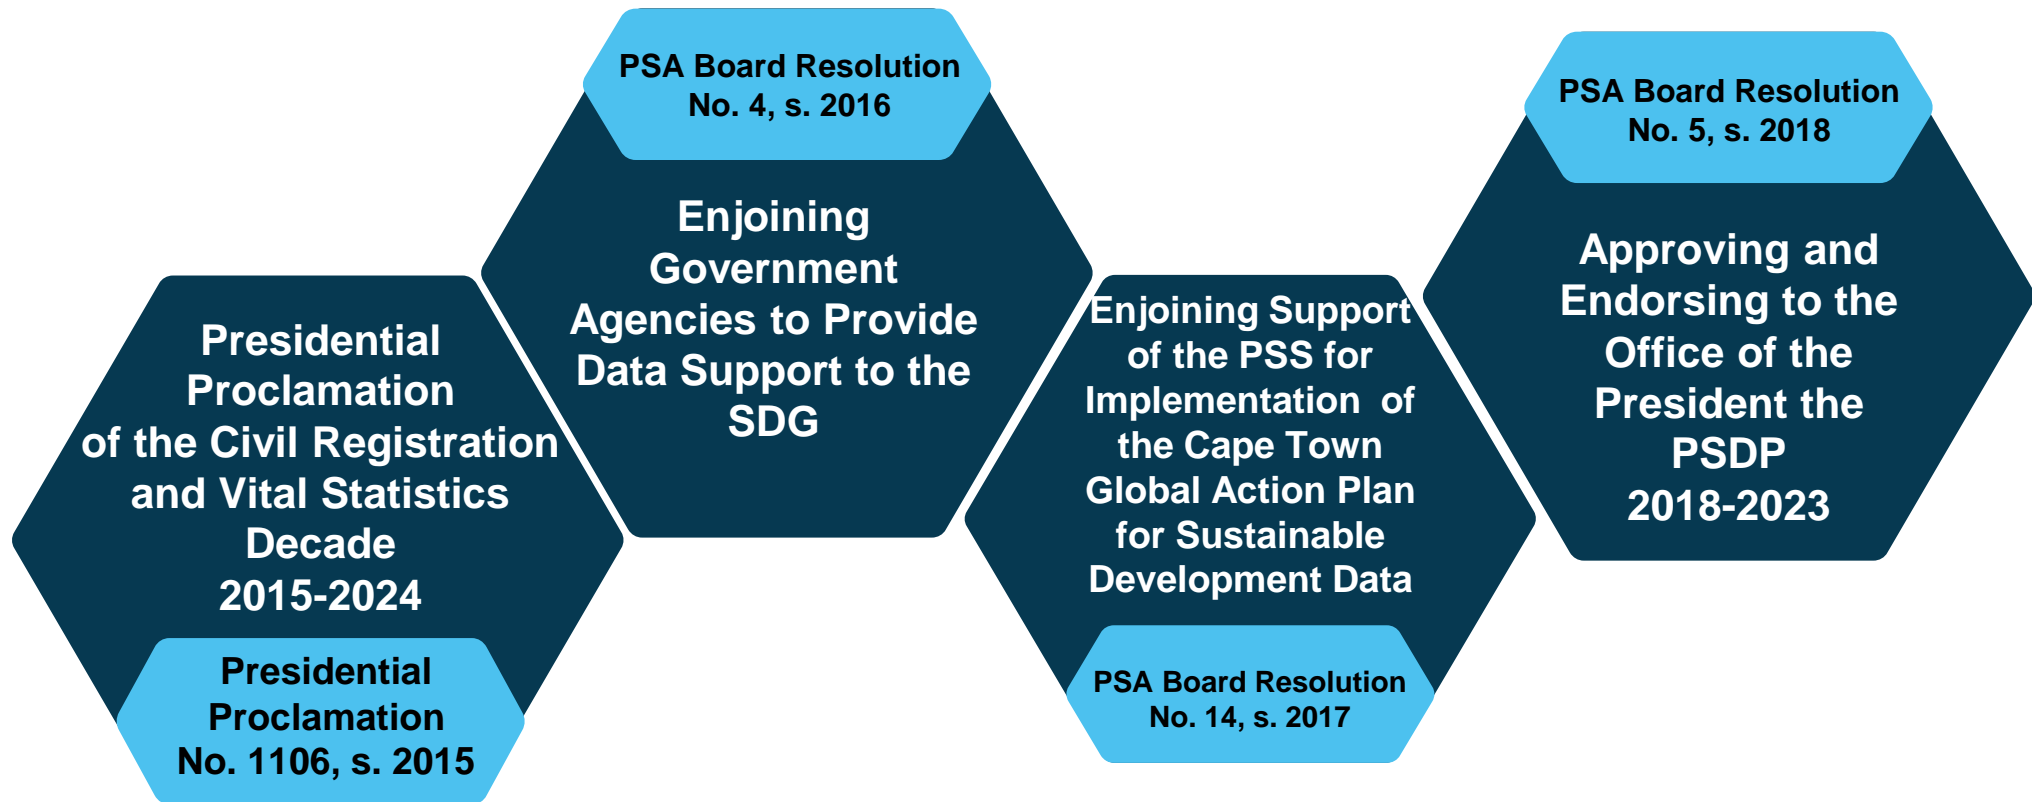 Presidential
Proclamation
of the Civil Registration
and Vital Statistics
Decade
2015-2024
Presidential
Proclamation
No. 1106, s. 2015
PSA Board Resolution
No. 4, s. 2016
Enjoining
Government
Agencies to Provide
Data Support to the
SDG
Enjoining Support
of the PSS for
Implementation of
the Cape Town
Global Action Plan
for Sustainable
Development Data
PSA Board Resolution
No. 14, s. 2017
PSA Board Resolution
No. 5, s. 2018
Approving and
Endorsing to the
Office of the
President the
PSDP
2018-2023